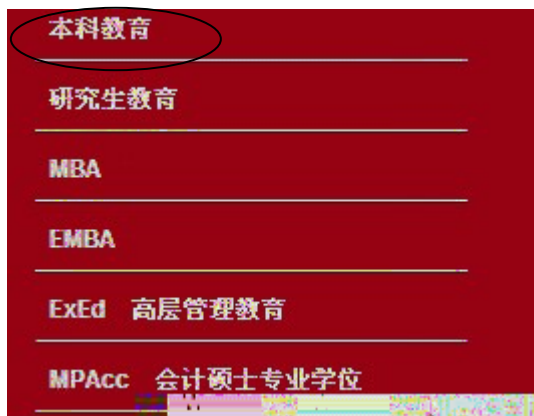 本科教育
研究生教育
MBA
EMBA
ExEd 高层管理教育
MPAcc 会计硕士专业学位